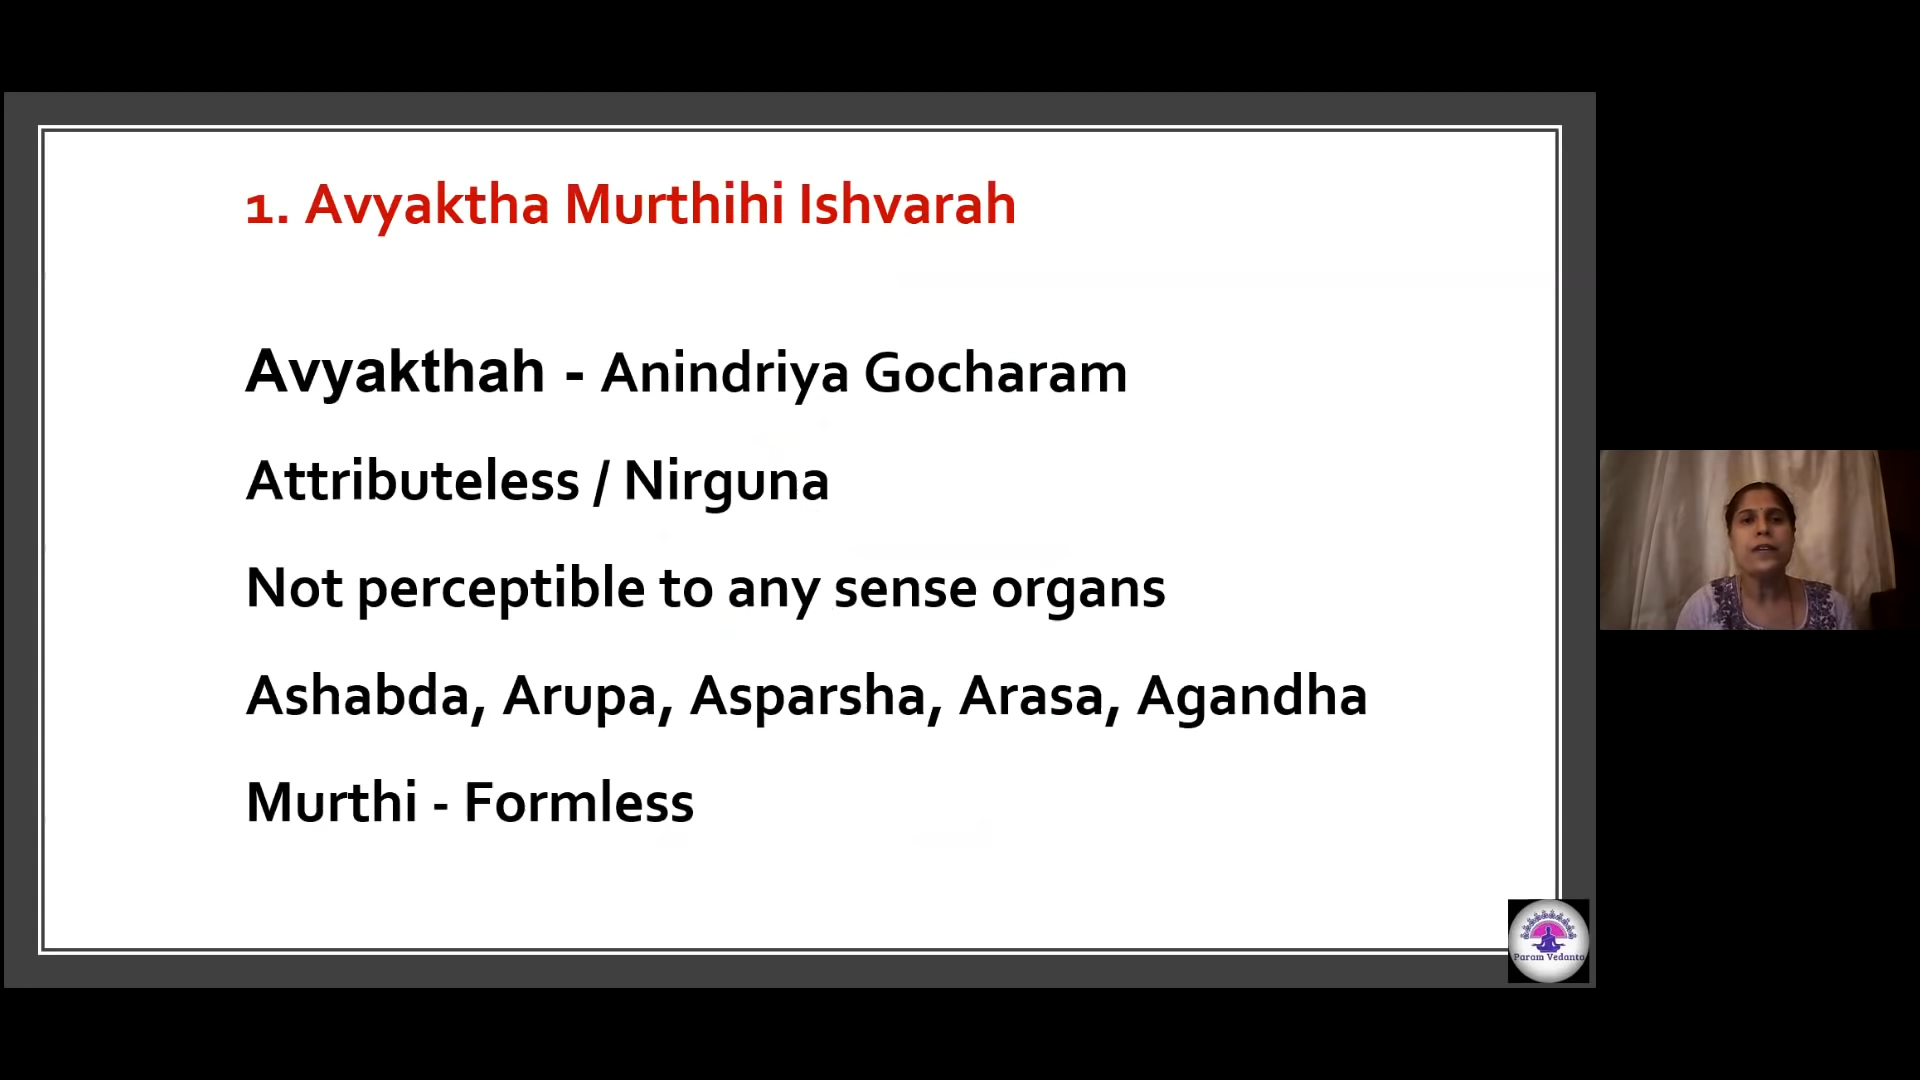 1. Avyaktha Murthihi Ishvarah
Avyakthah - Anindriya Gocharam
Attributeless / Nirguna
Not perceptible to any sense organs
Ashabda, Arupa, Asparsha, Arasa, Agandha
Murthi - Formless
Param Vedanta